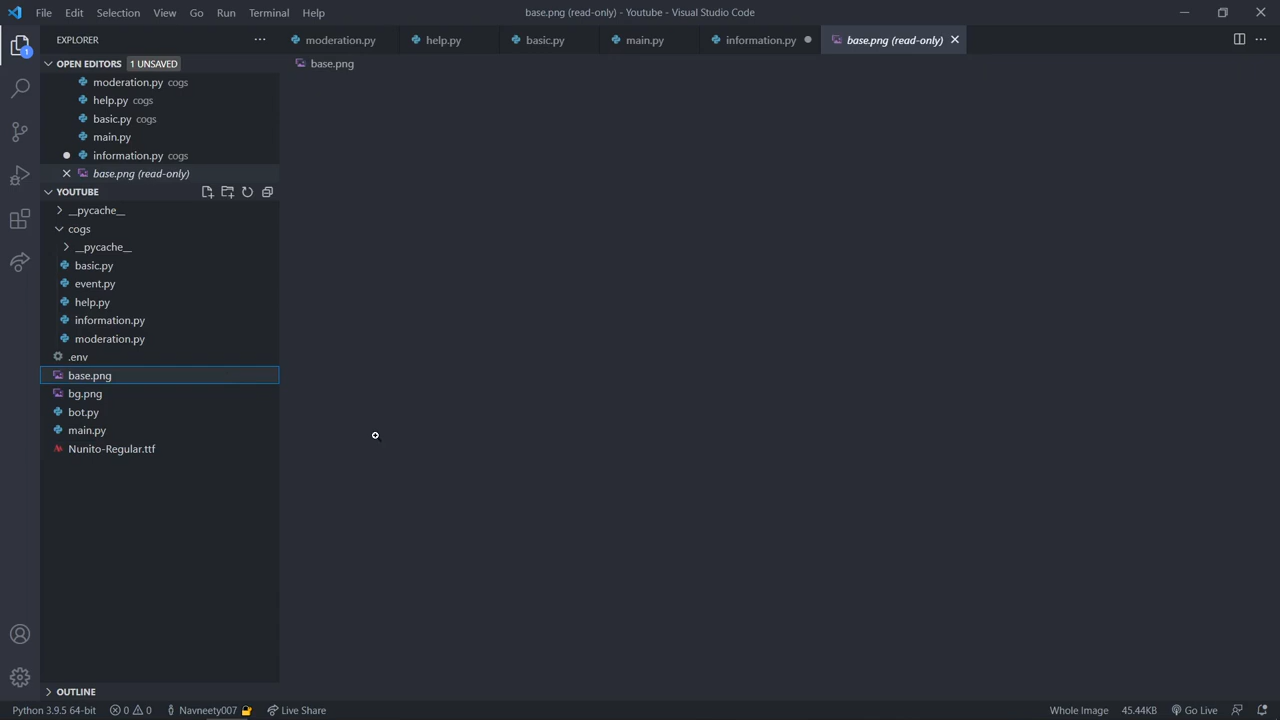 File Edit Selection View Go Run Terminal Help
base.png (read-only) - Youtube - Visual Studio Code
EXPLORER
moderation.py
help.py
basic.py
main.py
information.py
base.png (read-only)
OPEN EDITORS
1 UNSAVED
base.png
moderation.py cogs
help.py cogs
basic.py cogs
main.py
information.py cogs
base.png (read-only)
YOUTUBE
__pycache__
cogs
__pycache__
basic.py
event.py
help.py
information.py
moderation.py
.env
base.png
bg.png
bot.py
main.py
Nunito-Regular.ttf
OUTLINE
1
Python 3.9.5 64-bit
0
0
Navneety007
Live Share
Whole Image
45.44KB
Go Live